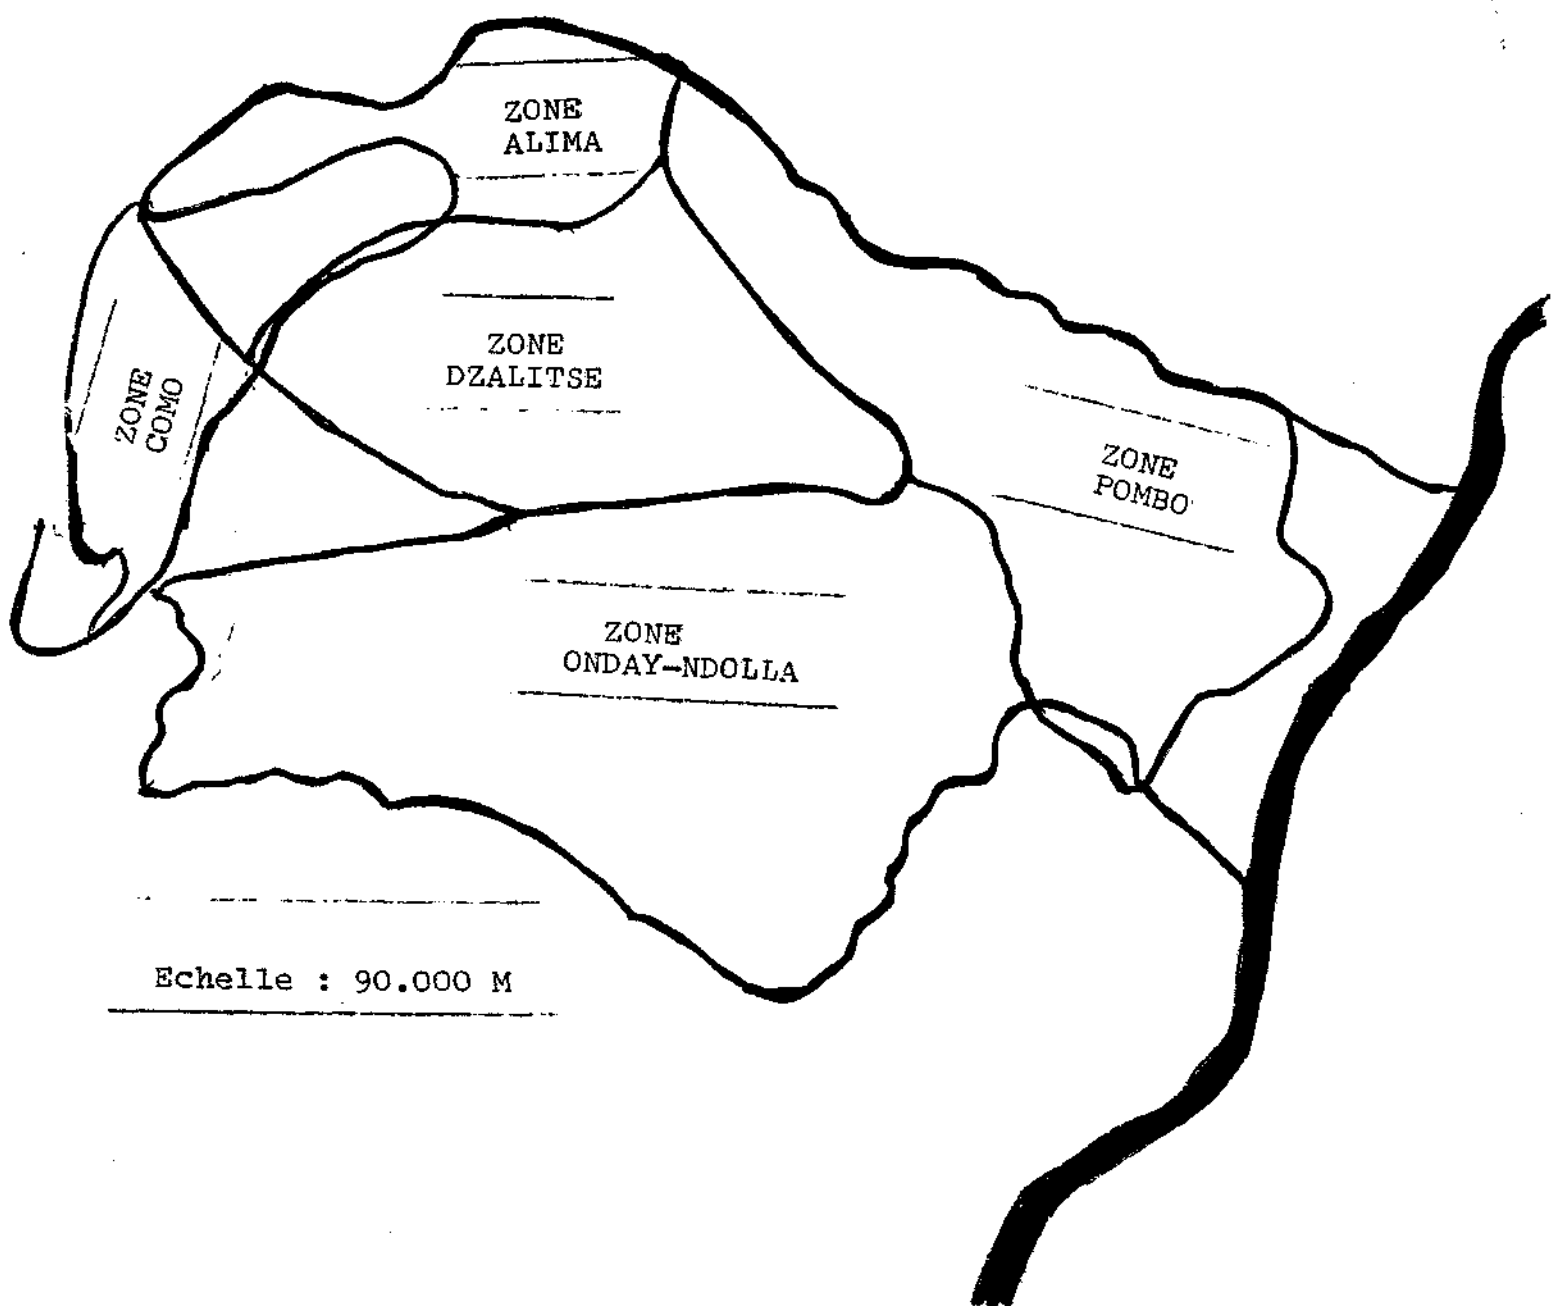 ZONE
ALIMA
ZONE
DZALITSE
ZONE
COMO
ZONE
POMBO
ZONE
ONDAY-NDOLLA
Echelle : 90.000 M